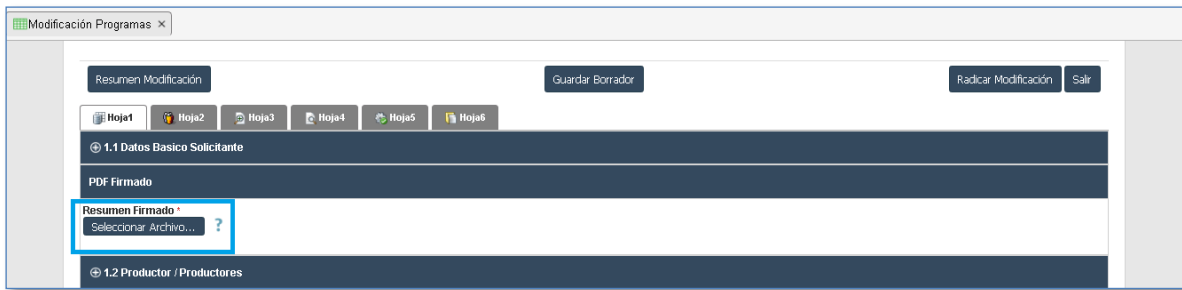 Modificación Programas ×
Resumen Modificación Guardar Borrador Radicar Modificación Salir
Hoja1 Hoja2 Hoja3 Hoja4 Hoja5 Hoja6
1.1 Datos Basico Solicitante
PDF Firmado
Resumen Firmado *
Seleccionar Archivo... ?
1.2 Productor / Productores